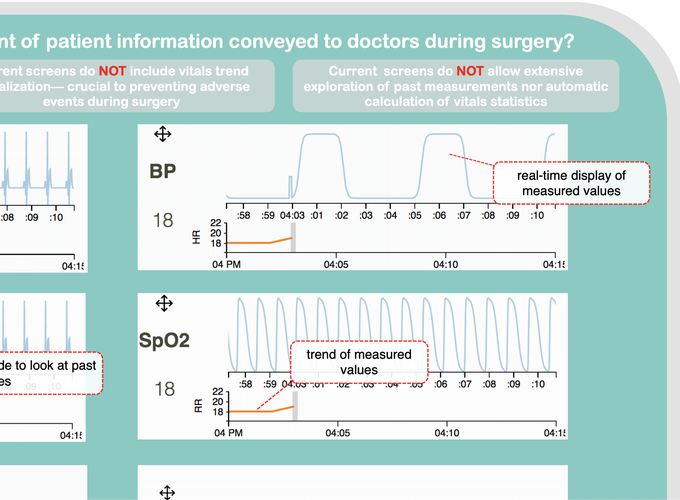 nt of patient information conveyed to doctors during surgery?
rent screens do NOT include vitals trend
alization— crucial to preventing adverse
events during surgery
Current screens do NOT allow extensive
exploration of past measurements nor automatic
calculation of vitals statistics
:08 :09 :10
04:15
BP
18
real-time display of
measured values
:58 :59 04:03 :01 :02 :03 :04 :05 :06 :07 :08 :09 :10
HR
22
20
18
04 PM 04:05 04:10 04:15
de to look at past
es
:09 :10
04:15
SpO2
18
trend of measured
values
:58 :59 04:03 :01 :02 :03 :04 :05 :06 :07 :08 :09 :10
RR
22
20
18
04 PM 04:05 04:10 04:15